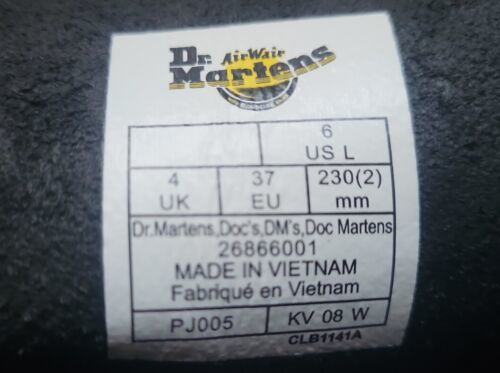 Dr. AirWair
Martens
6
US L
4
UK
37
EU
230(2)
mm
Dr.Martens,Doc's,DM's,Doc Martens
26866001
MADE IN VIETNAM
Fabriqué en Vietnam
PJ005
KV 08 W
CLB1141A